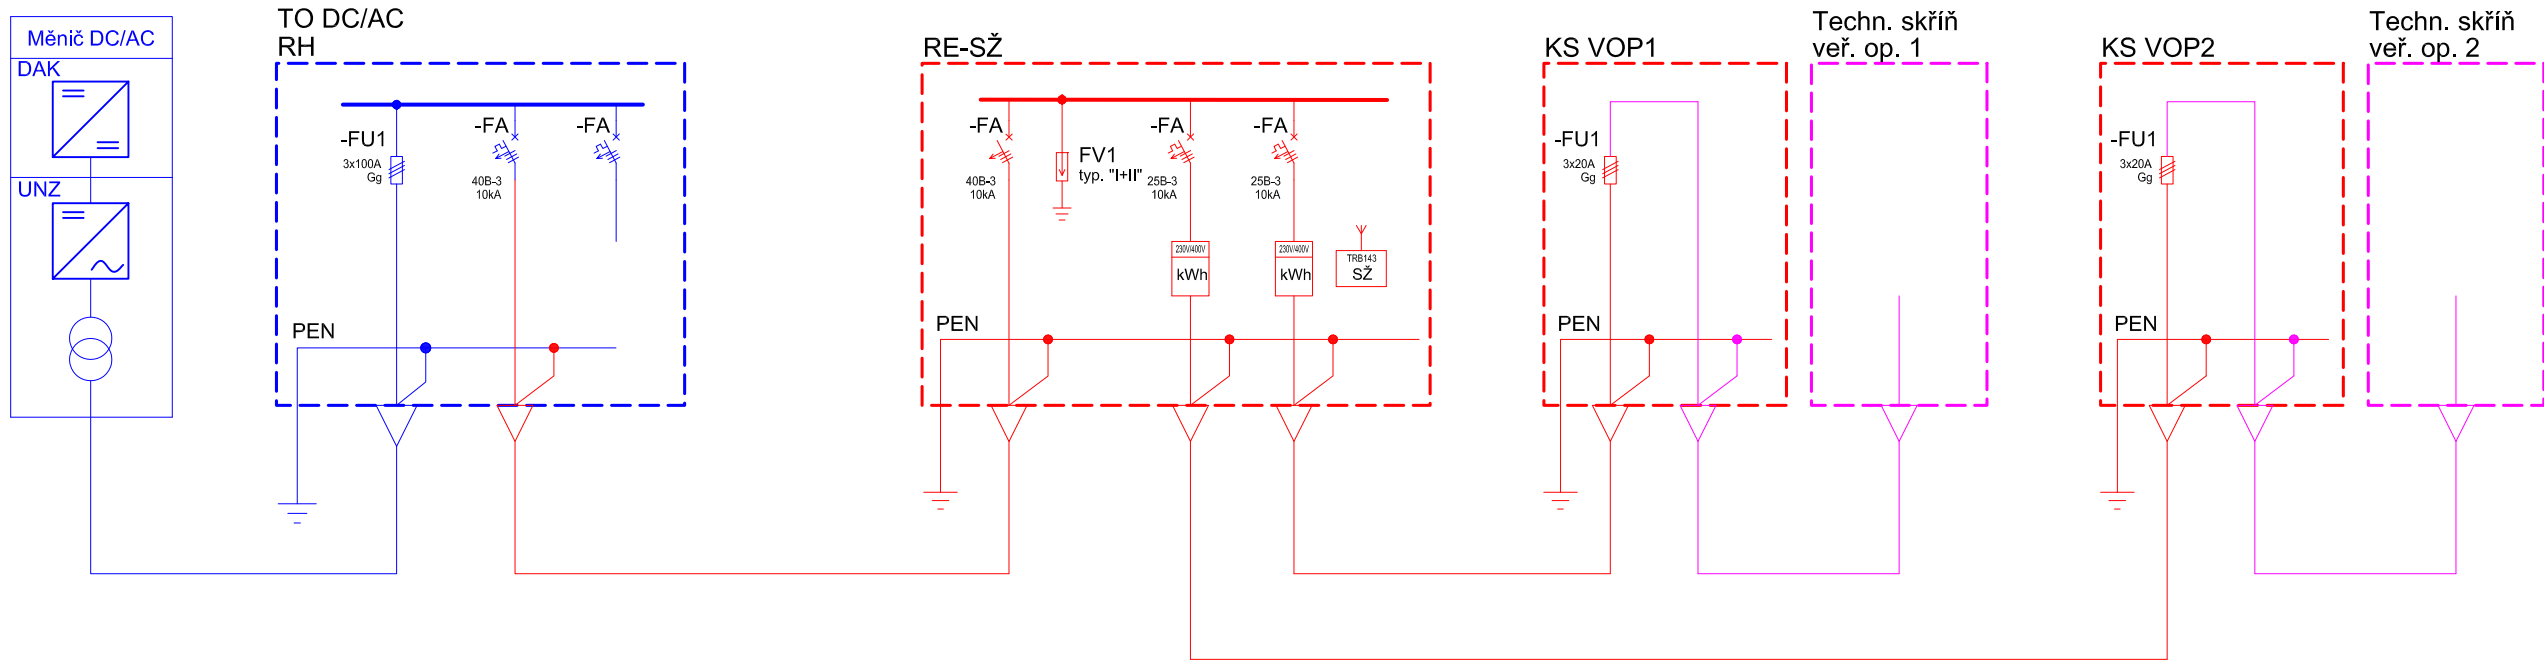 Měnič DC/AC
DAK
UNZ
TO DC/AC
RH
-FU1
3x100A
Gg
-FA
40B-3
10kA
-FA
PEN
RE-SŽ
-FA
40B-3
10kA
FV1
typ. "I+II"
-FA
25B-3
10kA
-FA
25B-3
10kA
230V/400V
kWh
230V/400V
kWh
TRB143
SŽ
PEN
KS VOP1
-FU1
3x20A
Gg
PEN
Techn. skříň
veř. op. 1
KS VOP2
-FU1
3x20A
Gg
PEN
Techn. skříň
veř. op. 2